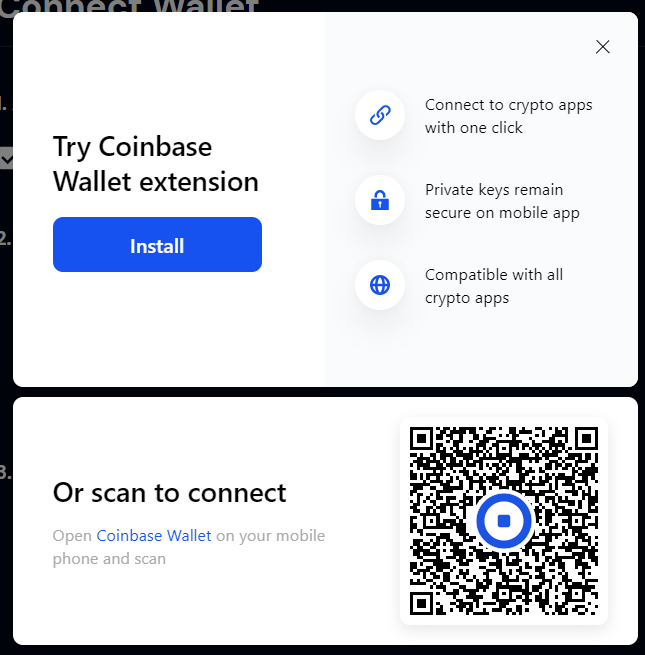 Connect Wallet
1.
2.
3.
Try Coinbase
Wallet extension
Install
Connect to crypto apps
with one click
Private keys remain
secure on mobile app
Compatible with all
crypto apps
Or scan to connect
Open Coinbase Wallet on your mobile
phone and scan